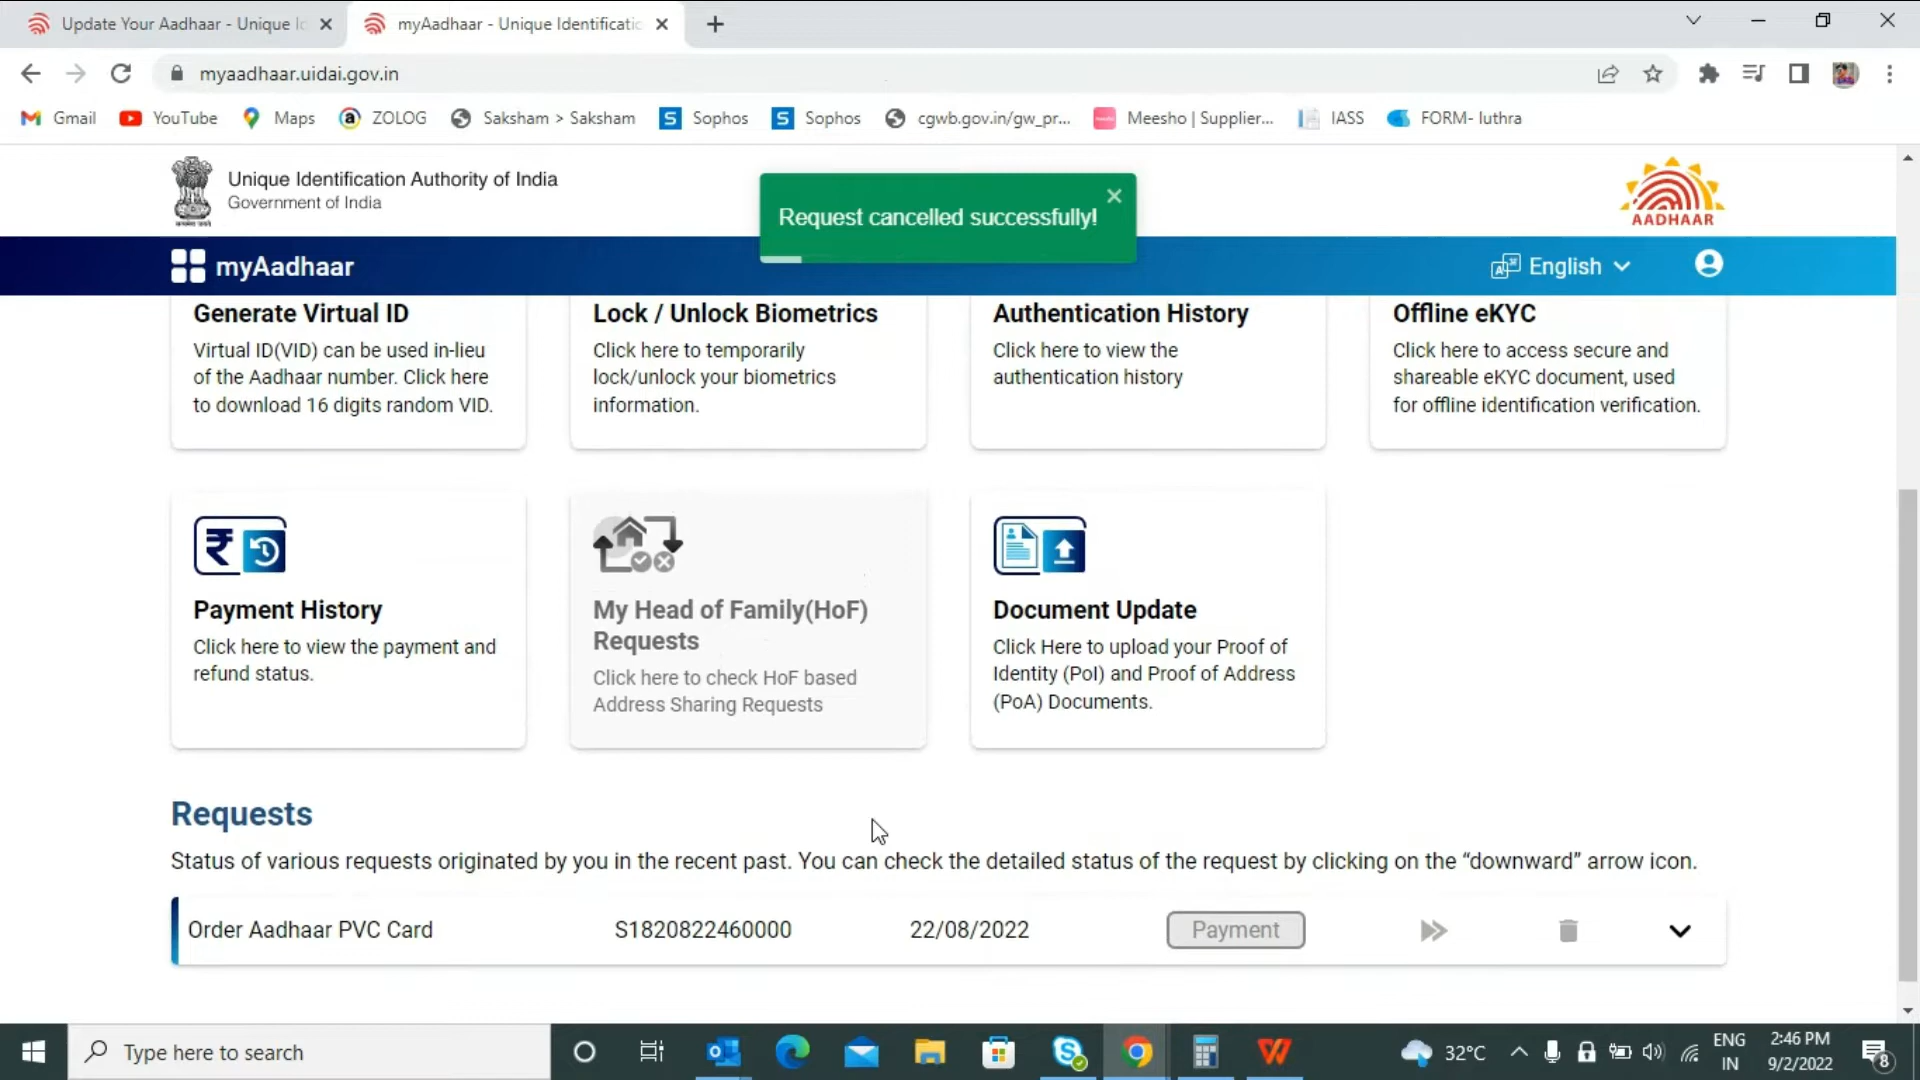 Update Your Aadhaar - Unique Id
myAadhaar - Unique Identificatic
myaadhaar.uidai.gov.in
Gmail
YouTube
Maps
ZOLOG
Saksham > Saksham
Sophos
Sophos
cgwb.gov.in/gw_pr...
Meesho | Supplier...
IASS
FORM- luthra
Unique Identification Authority of India
Government of India
Request cancelled successfully!
AADHAAR
myAadhaar
English
Generate Virtual ID
Virtual ID(VID) can be used in-lieu
of the Aadhaar number. Click here
to download 16 digits random VID.
Lock / Unlock Biometrics
Click here to temporarily
lock/unlock your biometrics
information.
Authentication History
Click here to view the
authentication history
Offline eKYC
Click here to access secure and
shareable eKYC document, used
for offline identification verification.
Payment History
Click here to view the payment and
refund status.
My Head of Family(HoF)
Requests
Click here to check HoF based
Address Sharing Requests
Document Update
Click Here to upload your Proof of
Identity (PoI) and Proof of Address
(PoA) Documents.
Requests
Status of various requests originated by you in the recent past. You can check the detailed status of the request by clicking on the “downward” arrow icon.
Order Aadhaar PVC Card S1820822460000 22/08/2022 Payment
Type here to search
32°C
ENG
IN
2:46 PM
9/2/2022
8